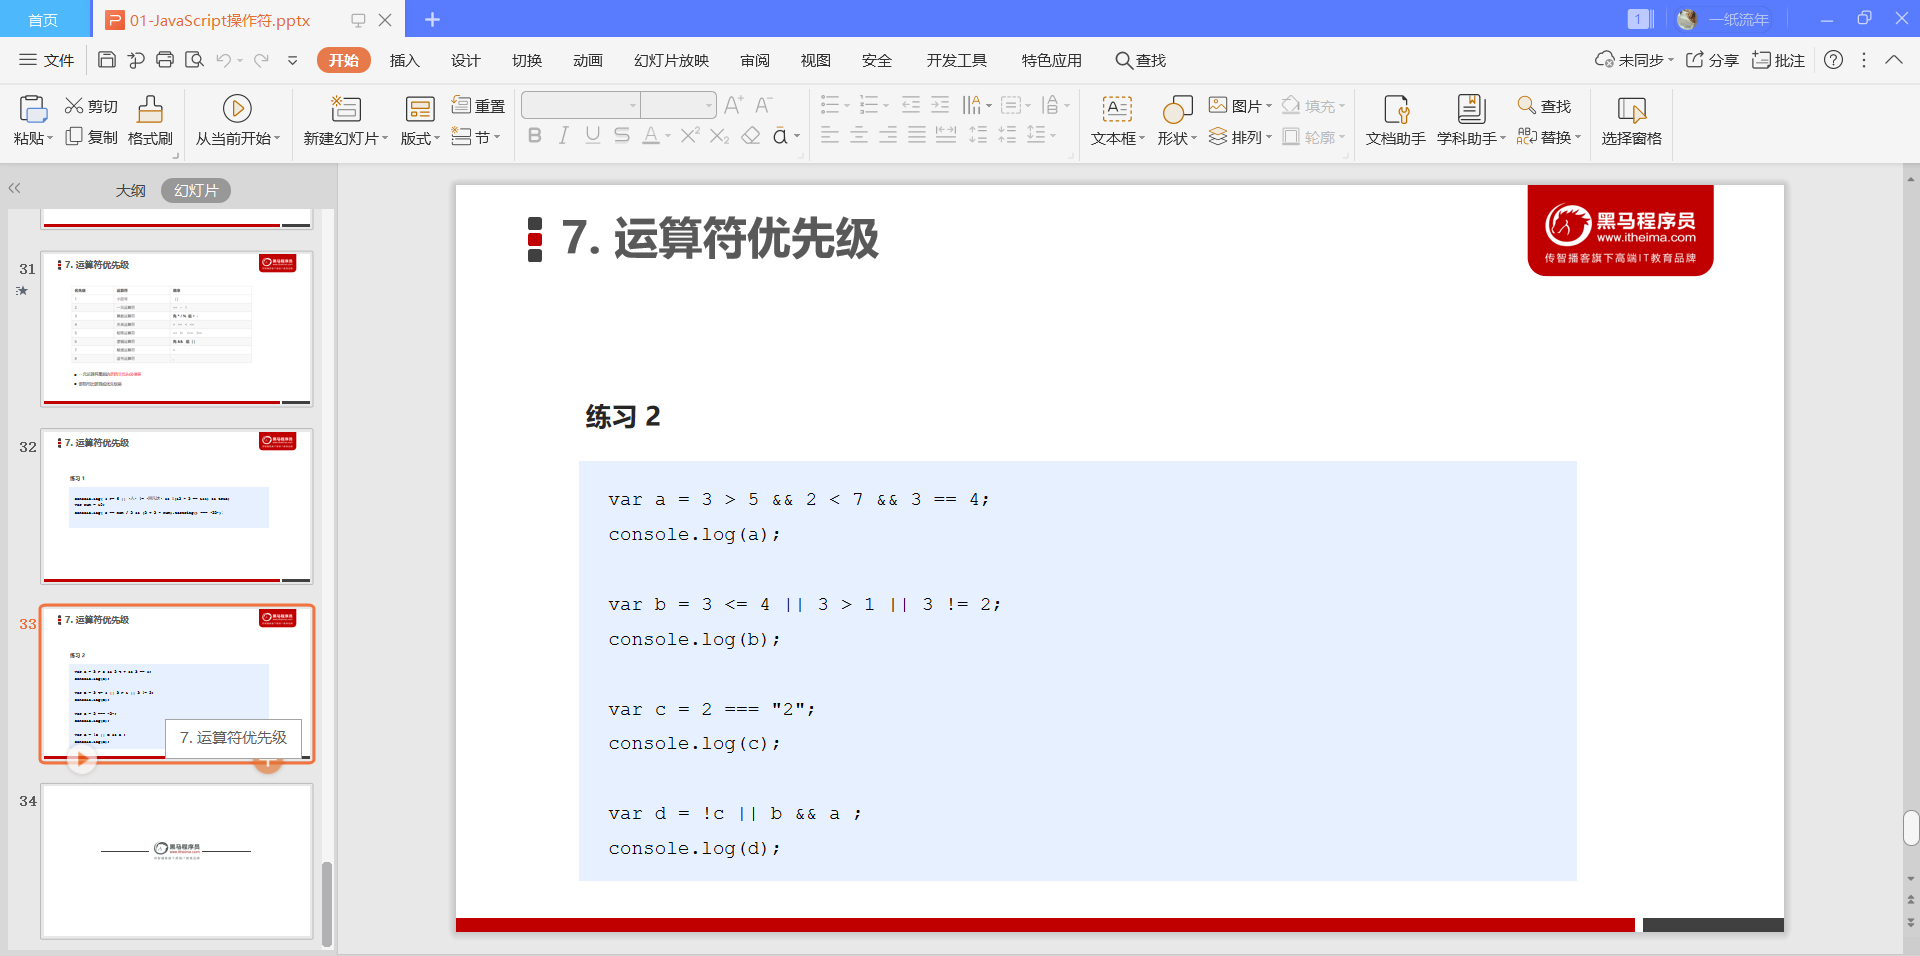 首页
01-JavaScript操作符.pptx
1
一纸流年
文件
开始
插入
设计
切换
动画
幻灯片放映
审阅
视图
安全
开发工具
特色应用
查找
未同步
分享
批注
粘贴
剪切
复制
格式刷
从当前开始
新建幻灯片
版式
重置
节
文本框
形状
图片
排列
填充
轮廓
文档助手
学科助手
查找
替换
选择窗格
大纲
幻灯片
31
7. 运算符优先级
32
7. 运算符优先级
练习 1
33
7. 运算符优先级
练习 2
7. 运算符优先级
34
黑马程序员
7. 运算符优先级
黑马程序员
www.itheima.com
传智播客旗下高端IT教育品牌
练习 2
var a = 3 > 5 && 2 < 7 && 3 == 4;
console.log(a);
var b = 3 <= 4 || 3 > 1 || 3 != 2;
console.log(b);
var c = 2 === "2";
console.log(c);
var d = !c || b && a ;
console.log(d);